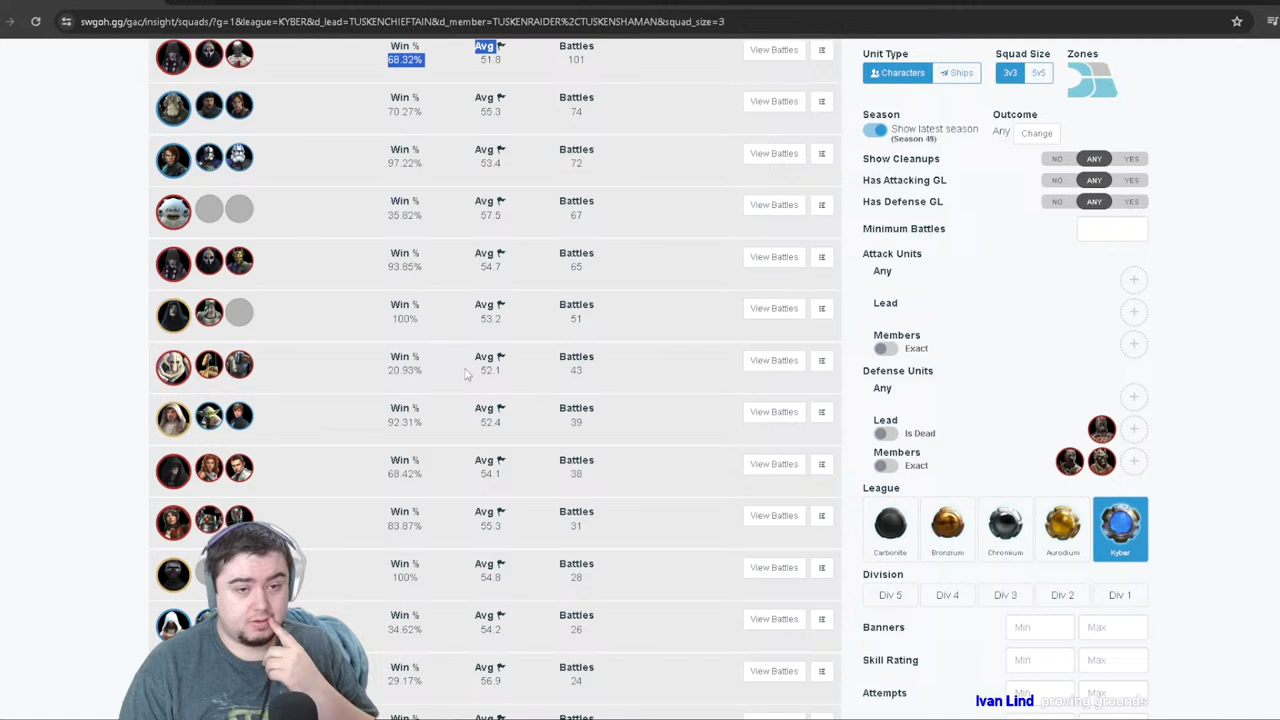 swgoh.gg/gac/insight/squads/?g=1&league=KYBER&d_lead=TUSKENCHIEFTAIN&d_member=TUSKENRAIDER%2CTUSKENSHAMAN&squad_size=3
Win % Avg Battles
68.32% 51.8 101 View Battles
Win % Avg Battles
70.27% 55.3 74 View Battles
Win % Avg Battles
97.22% 53.4 72 View Battles
Win % Avg Battles
35.82% 57.5 67 View Battles
Win % Avg Battles
93.85% 54.7 65 View Battles
Win % Avg Battles
100% 53.2 51 View Battles
Win % Avg Battles
20.93% 52.1 43 View Battles
Win % Avg Battles
92.31% 52.4 39 View Battles
Win % Avg Battles
68.42% 54.1 38 View Battles
Win % Avg Battles
83.87% 55.3 31 View Battles
Win % Avg Battles
100% 54.8 28 View Battles
Win % Avg Battles
34.62% 54.2 26 View Battles
Win % Avg Battles
29.17% 56.9 24 View Battles
Win % Avg Battles
Unit Type Squad Size Zones
Characters Ships 3v3 5v5
Season Outcome
Show latest season Any Change
(Season 49)
Show Cleanups NO ANY YES
Has Attacking GL NO ANY YES
Has Defense GL NO ANY YES
Minimum Battles
Attack Units
Any
Lead
Members
Exact
Defense Units
Any
Lead
Is Dead
Members
Exact
League
Carbonite Bronzium Chromium Aurodium Kyber
Division
Div 5 Div 4 Div 3 Div 2 Div 1
Banners Min Max
Skill Rating Min Max
Attempts Min Max
Ivan Lind proving grounds